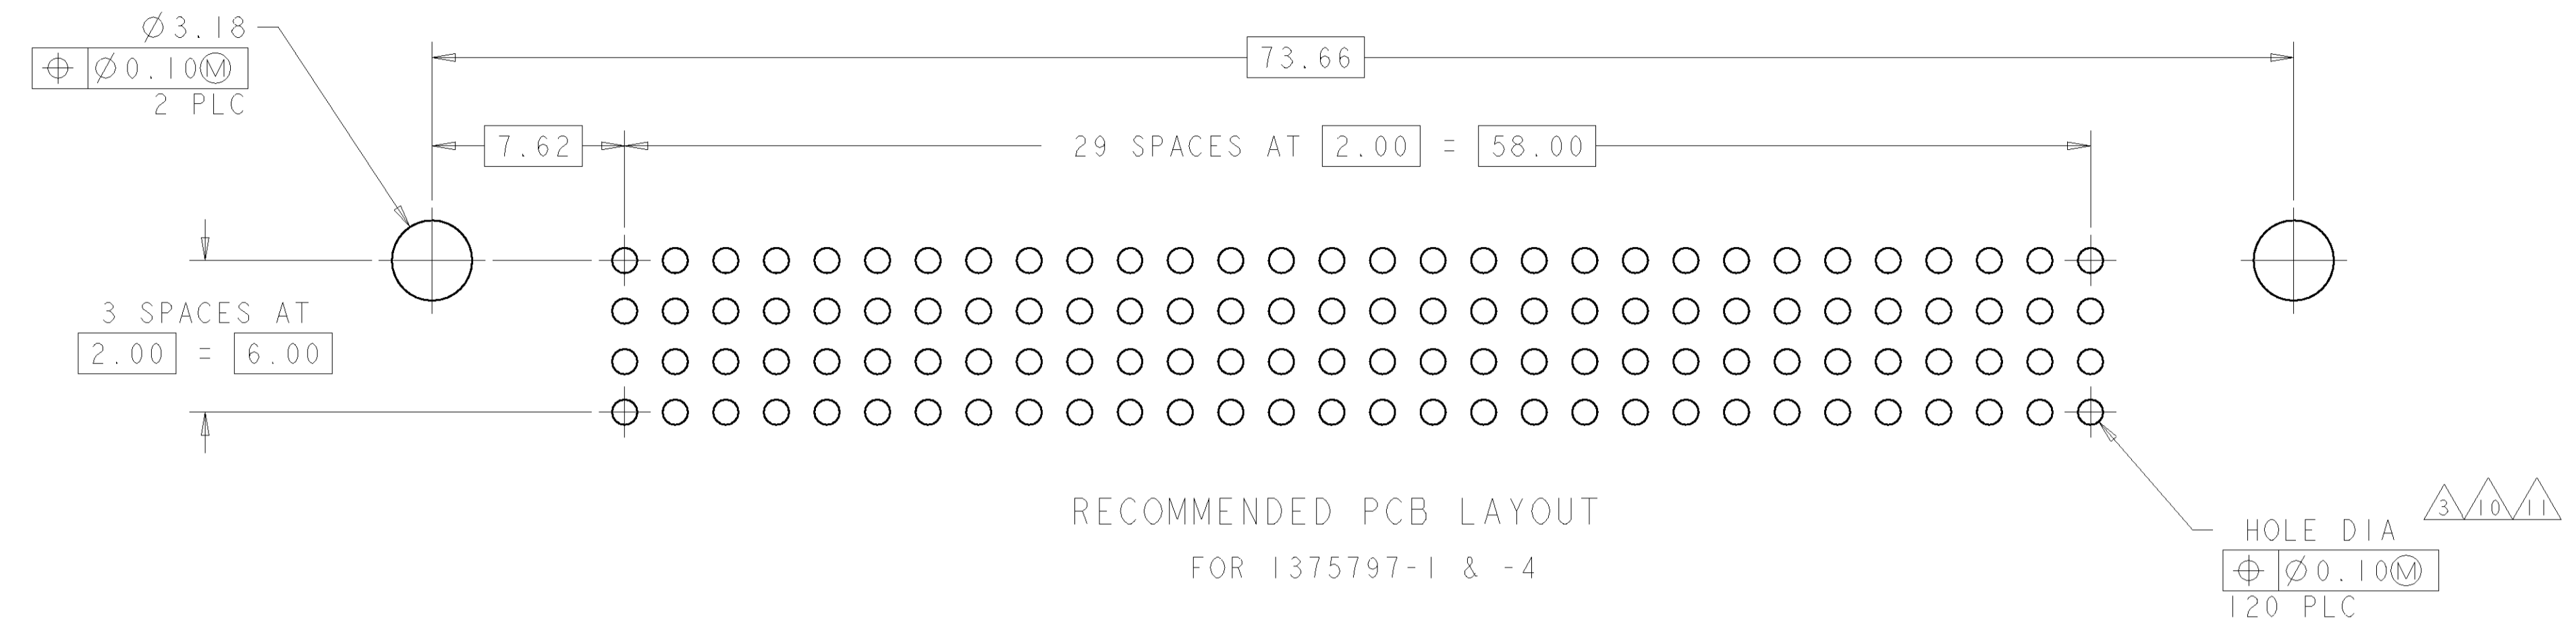 Ø3.18
⌖ Ø0.10Ⓜ
2 PLC
73.66
7.62
29 SPACES AT 2.00 = 58.00
3 SPACES AT
2.00 = 6.00
RECOMMENDED PCB LAYOUT
FOR 1375797-1 & -4
3 10 11
HOLE DIA
⌖ Ø0.10Ⓜ
120 PLC